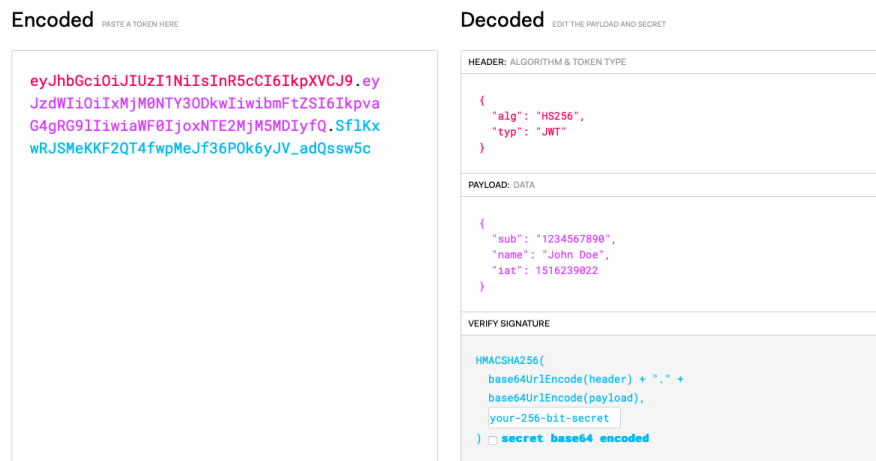 Encoded PASTE A TOKEN HERE
eyJhbGciOiJIUzI1NiIsInR5cCI6IkpXVCJ9.ey
JzdWIiOiIxMjM0NTY3ODkwIiwibmFtZSI6Ikpva
G4gRG9lIiwiaWF0IjoxNTE2MjM5MDIyfQ.SflKx
wRJSMeKKF2QT4fwpMeJf36POk6yJV_adQssw5c
Decoded EDIT THE PAYLOAD AND SECRET
HEADER: ALGORITHM & TOKEN TYPE
{
"alg": "HS256",
"typ": "JWT"
}
PAYLOAD: DATA
{
"sub": "1234567890",
"name": "John Doe",
"iat": 1516239022
}
VERIFY SIGNATURE
HMACSHA256(
base64UrlEncode(header) + "." +
base64UrlEncode(payload),
your-256-bit-secret
) secret base64 encoded